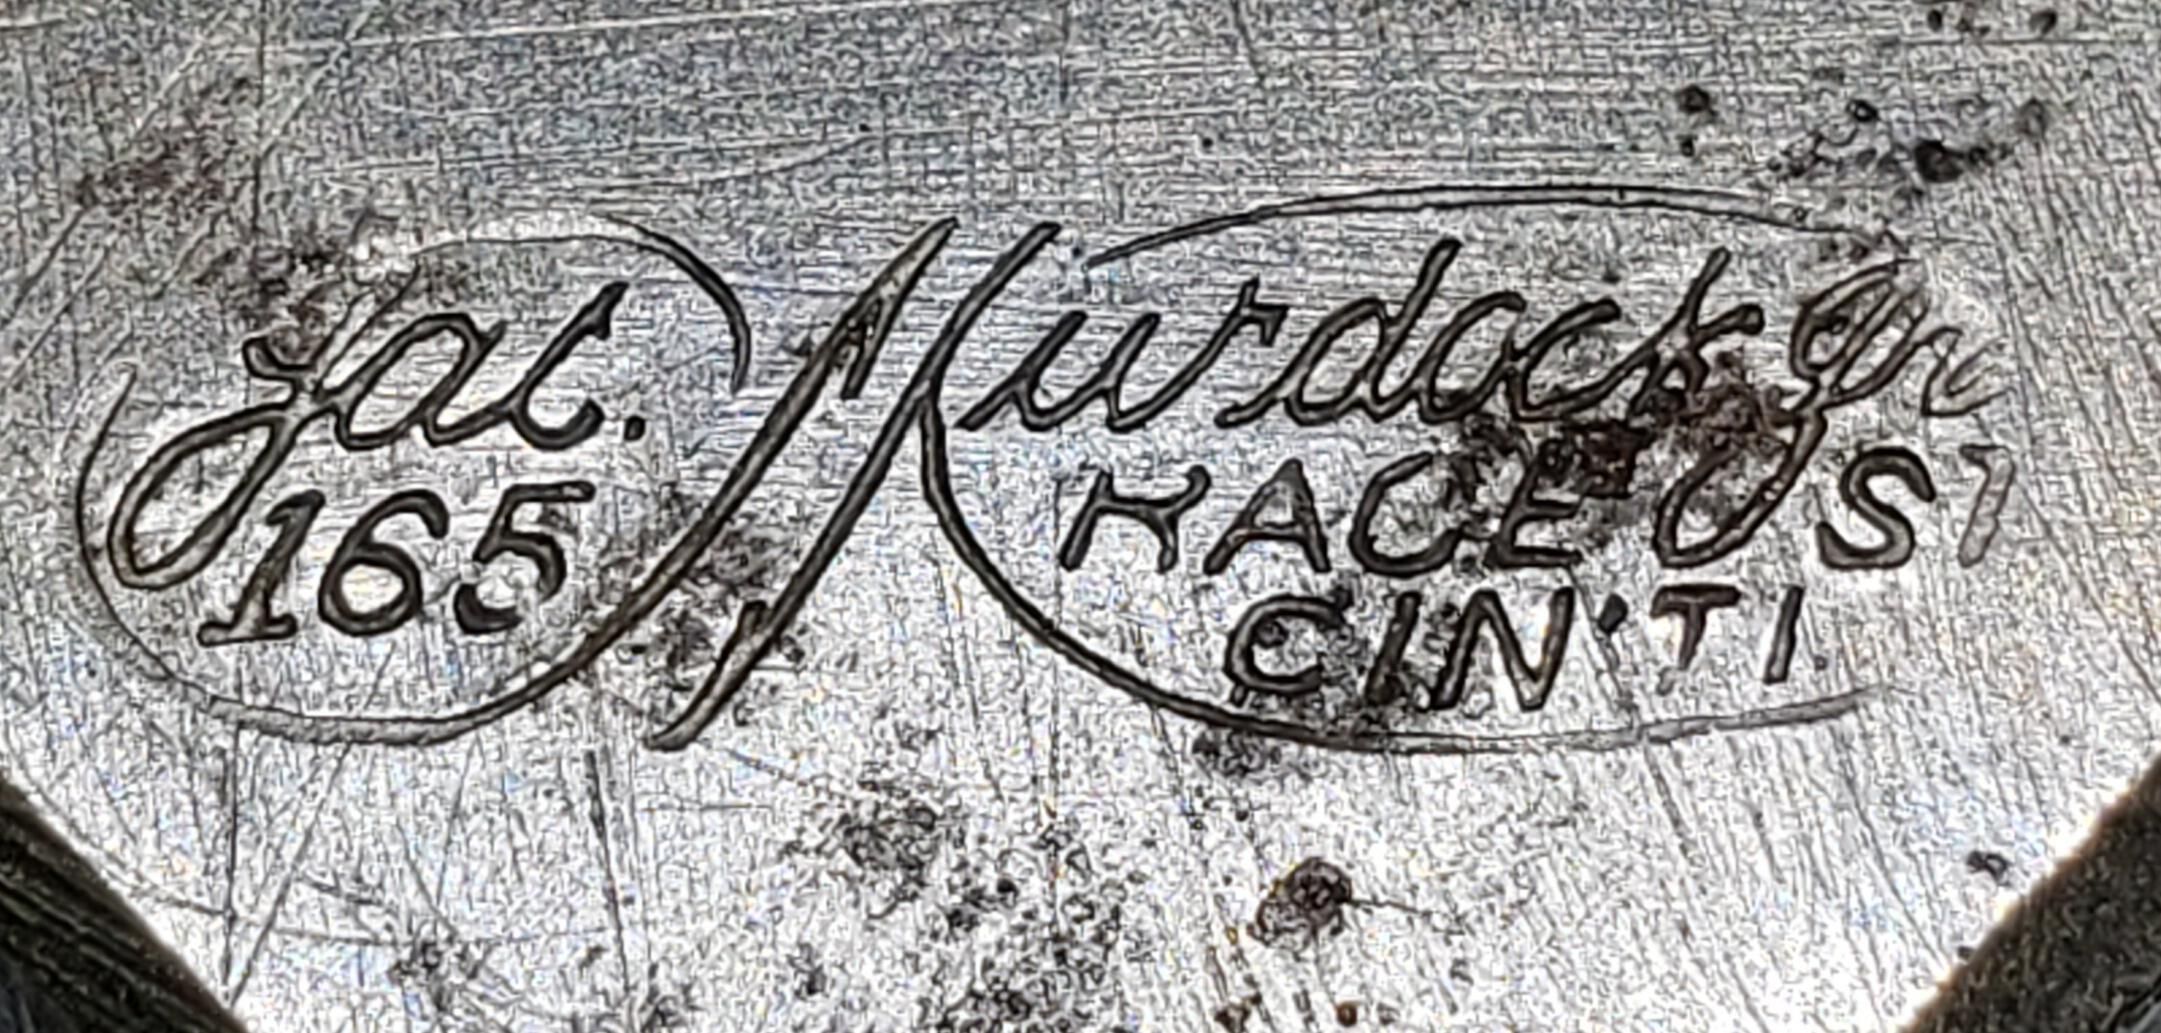 Jas. Murdock Jr
165 RACE ST
CIN'TI